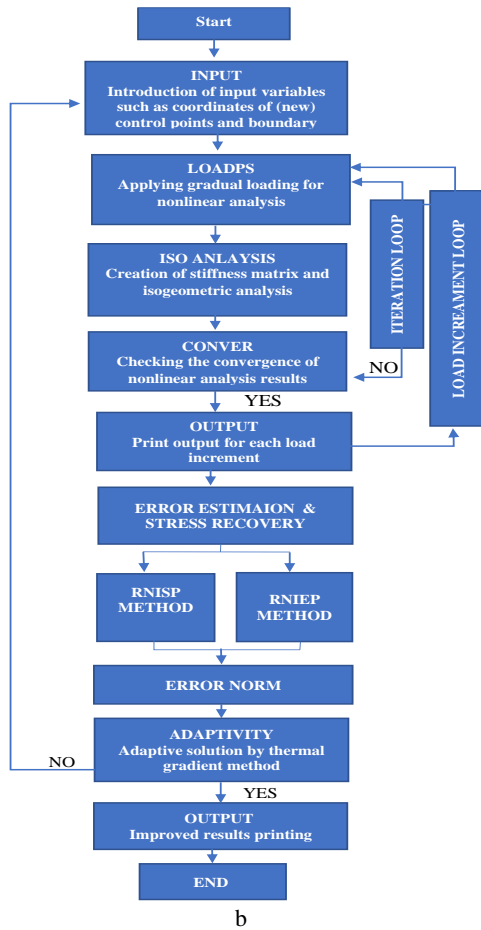 Start
INPUT
Introduction of input variables
such as coordinates of (new)
control points and boundary
LOADPS
Applying gradual loading for
nonlinear analysis
ITERATION LOOP
LOAD INCREAMENT LOOP
ISO ANLAYSIS
Creation of stiffness matrix and
isogeometric analysis
CONVER
Checking the convergence of
nonlinear analysis results
NO
YES
OUTPUT
Print output for each load
increment
ERROR ESTIMAION &
STRESS RECOVERY
RNISP
METHOD
RNIEP
METHOD
ERROR NORM
ADAPTIVITY
Adaptive solution by thermal
gradient method
NO
YES
OUTPUT
Improved results printing
END
b